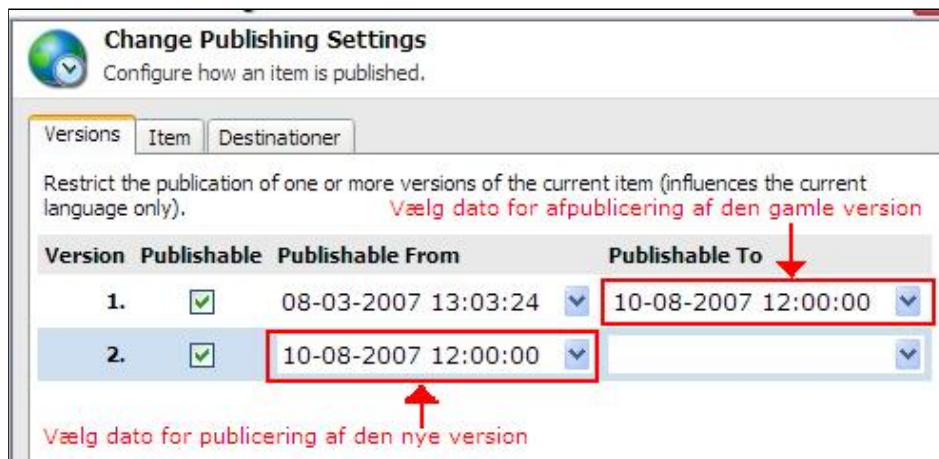 Change Publishing Settings
Configure how an item is published.
Versions Item Destinationer
Restrict the publication of one or more versions of the current item (influences the current
language only).
Vælg dato for afpublicering af den gamle version
Version Publishable Publishable From Publishable To
1. 08-03-2007 13:03:24 10-08-2007 12:00:00
2. 10-08-2007 12:00:00
Vælg dato for publicering af den nye version